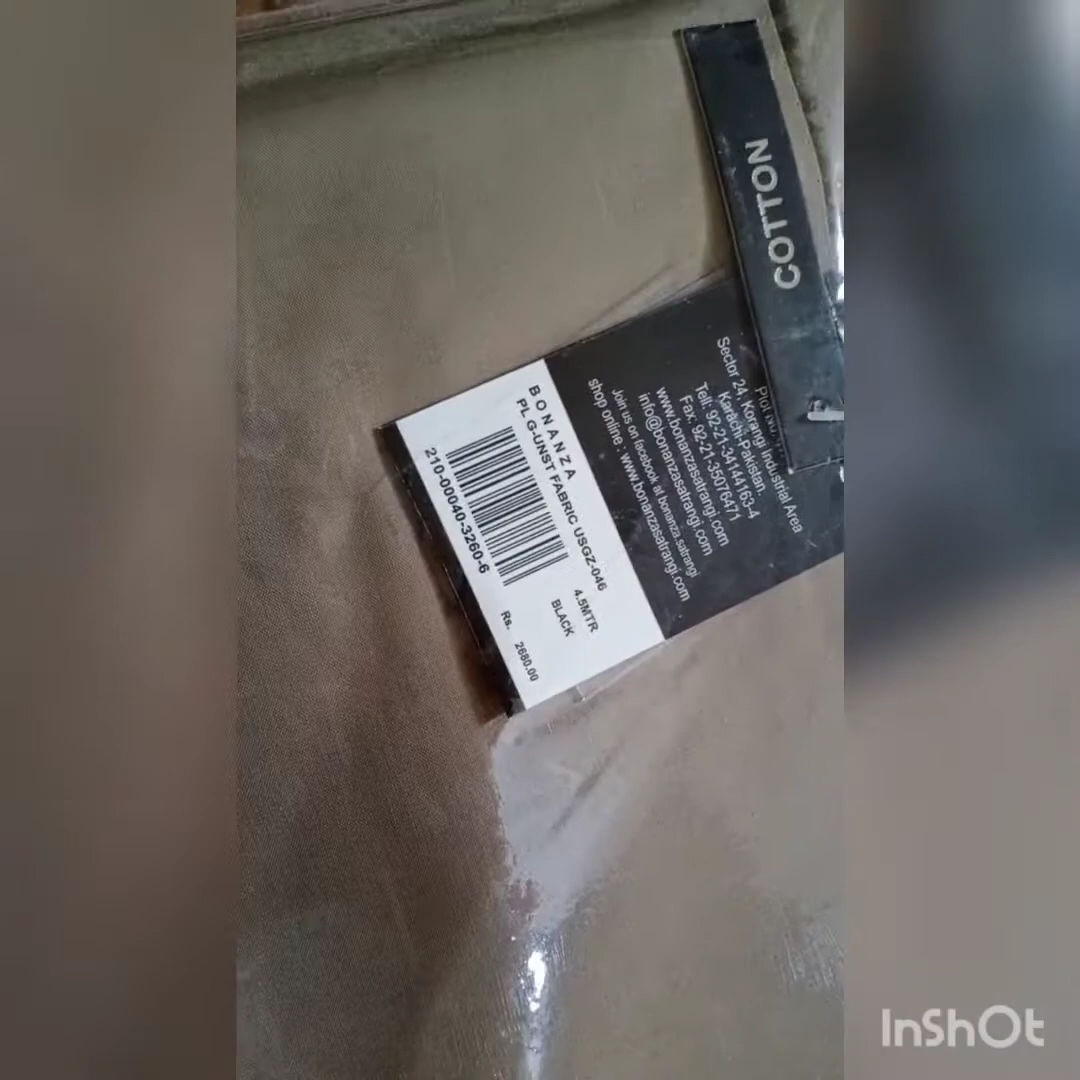 COTTON
Sector 24, Korangi Industrial Area
Karachi-Pakistan.
Tell: 92-21-34144163-4
Fax: 92-21-35076471
www.bonanzasatrangi.com
info@bonanzasatrangi.com
Join us on facebook at bonanza.satrangi
shop online : www.bonanzasatrangi.com
BONANZA
PL G-UNST FABRIC USGZ-046
210-00040-3260-6
4.5MTR
BLACK
Rs. 2680.00
InShOt